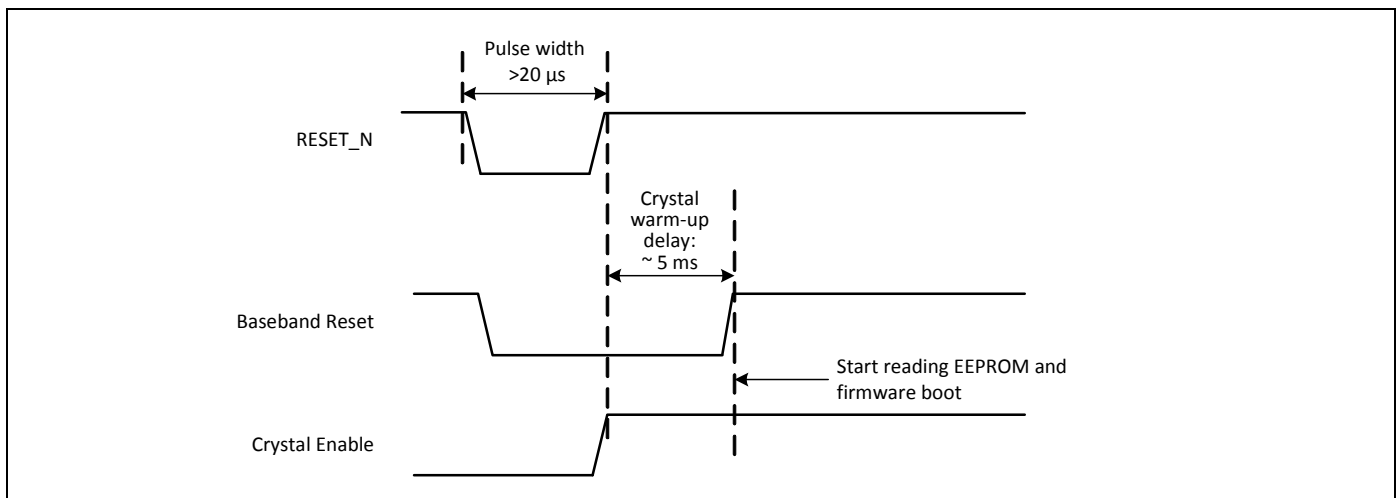 Pulse width
>20 µs
RESET_N
Crystal
warm-up
delay:
~ 5 ms
Baseband Reset
Start reading EEPROM and
firmware boot
Crystal Enable